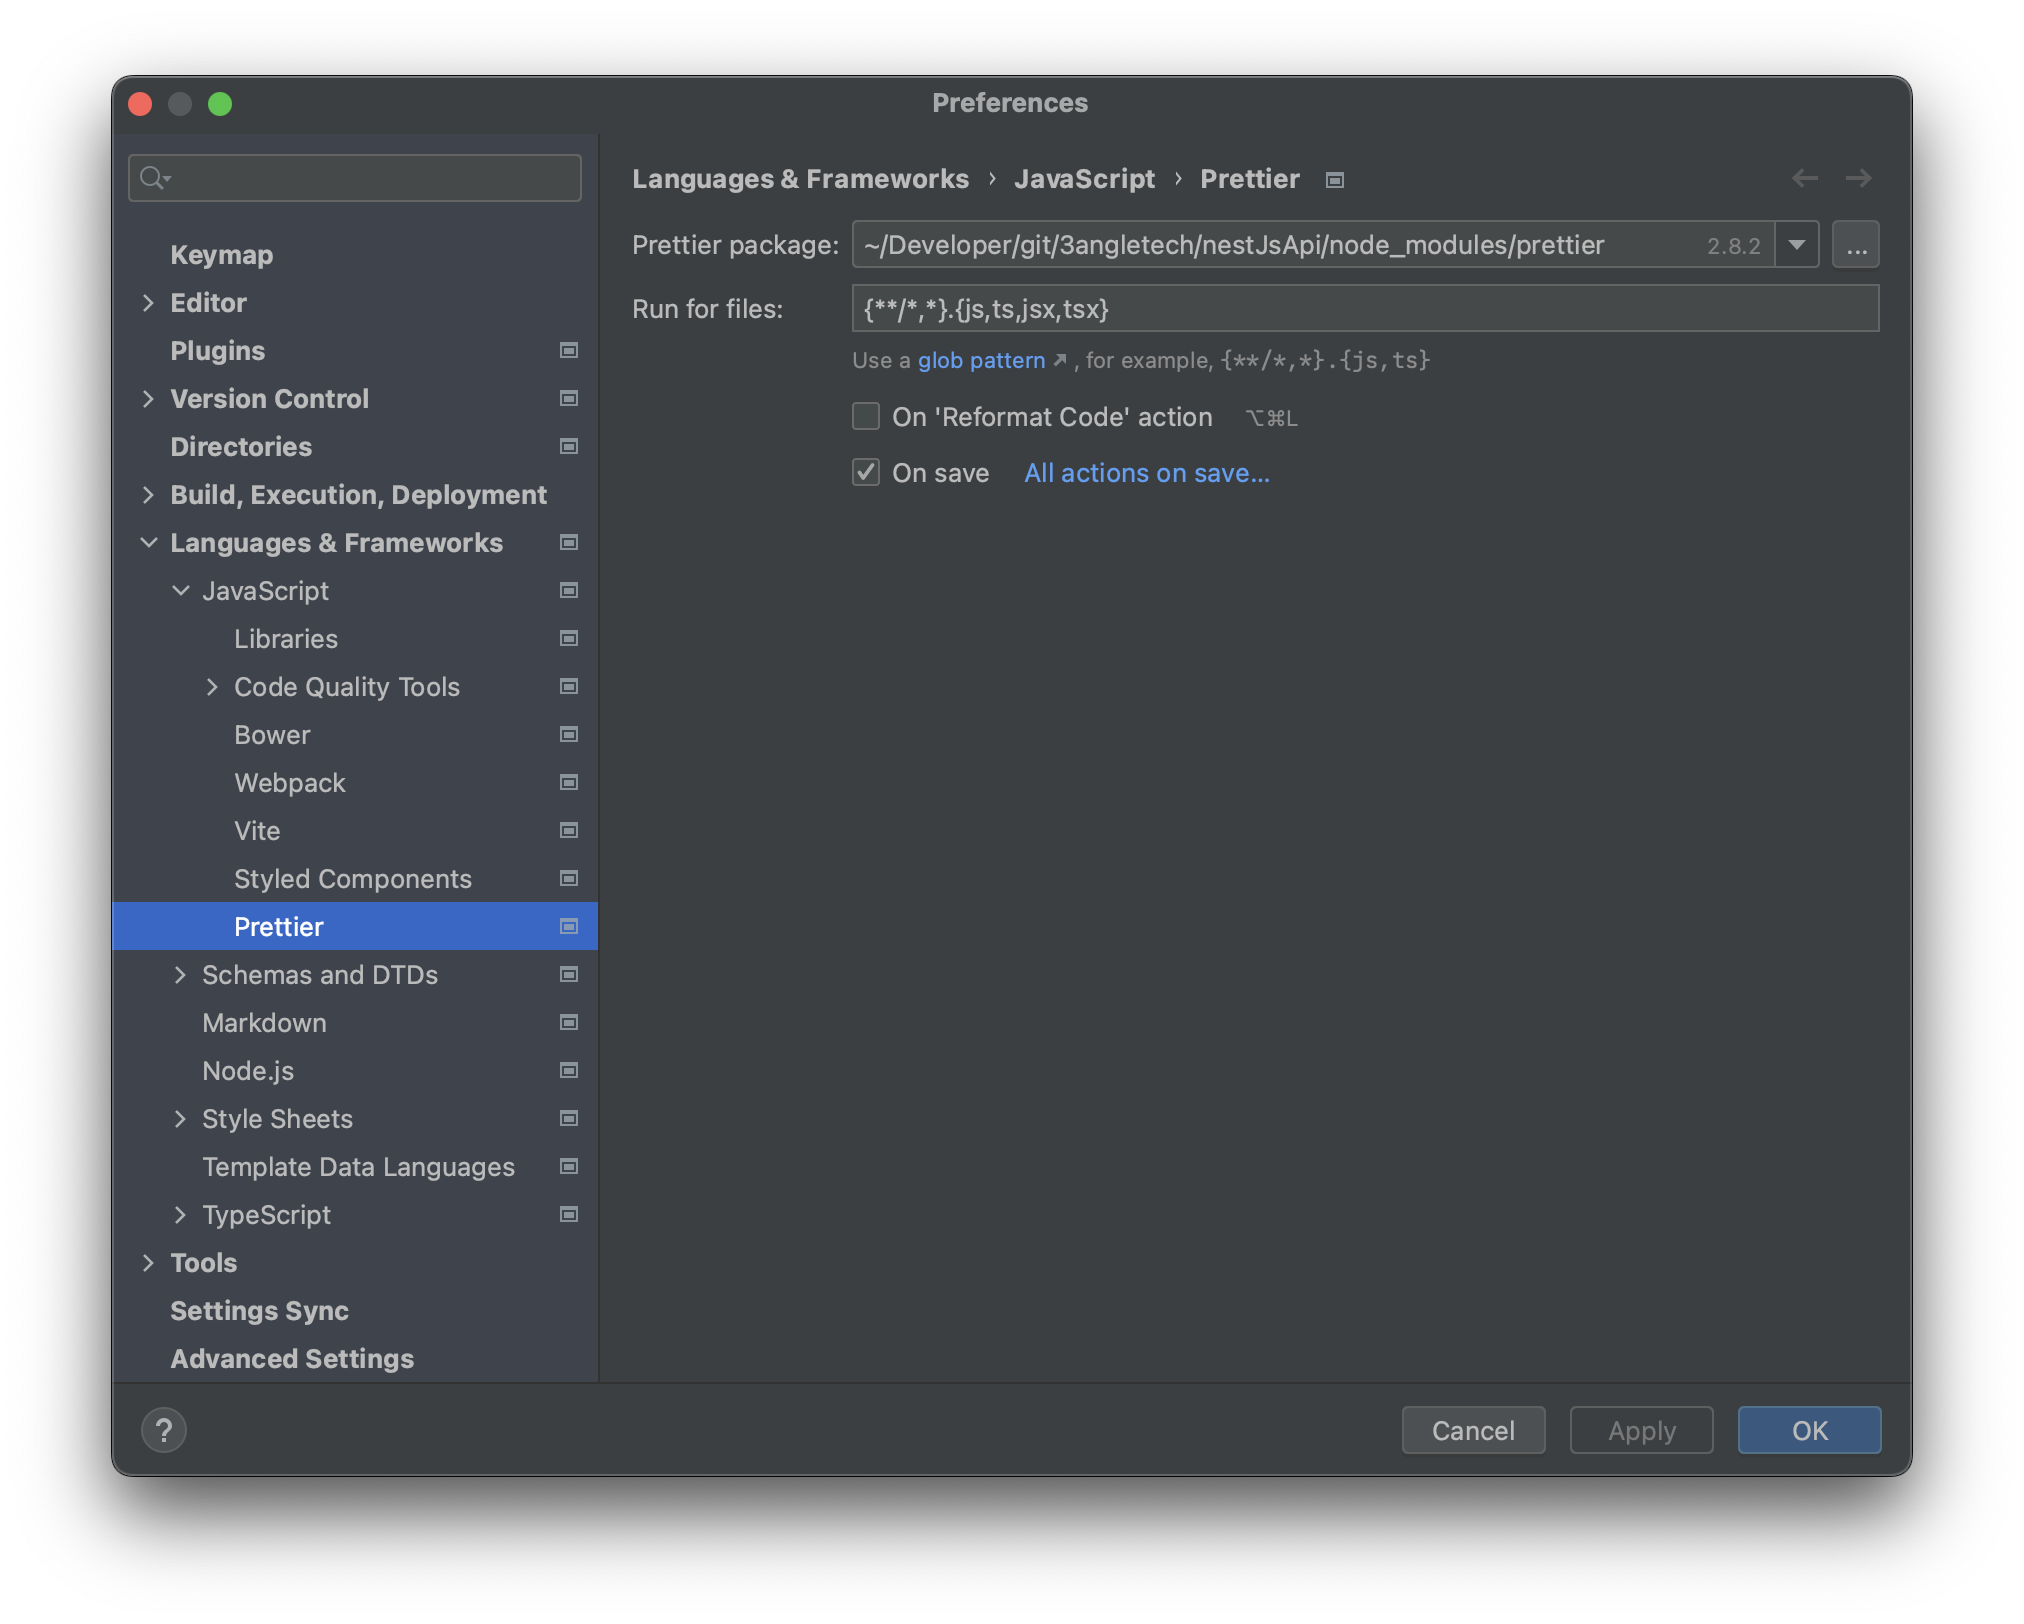 Preferences
Keymap
Editor
Plugins
Version Control
Directories
Build, Execution, Deployment
Languages & Frameworks
JavaScript
Libraries
Code Quality Tools
Bower
Webpack
Vite
Styled Components
Prettier
Schemas and DTDs
Markdown
Node.js
Style Sheets
Template Data Languages
TypeScript
Tools
Settings Sync
Advanced Settings
Languages & Frameworks › JavaScript › Prettier
Prettier package: ~/Developer/git/3angletech/nestJsApi/node_modules/prettier 2.8.2 ...
Run for files: {**/*,*}.{js,ts,jsx,tsx}
Use a glob pattern ↗ , for example, {**/*,*}.{js,ts}
On 'Reformat Code' action ⌥⌘L
On save All actions on save...
? Cancel Apply OK